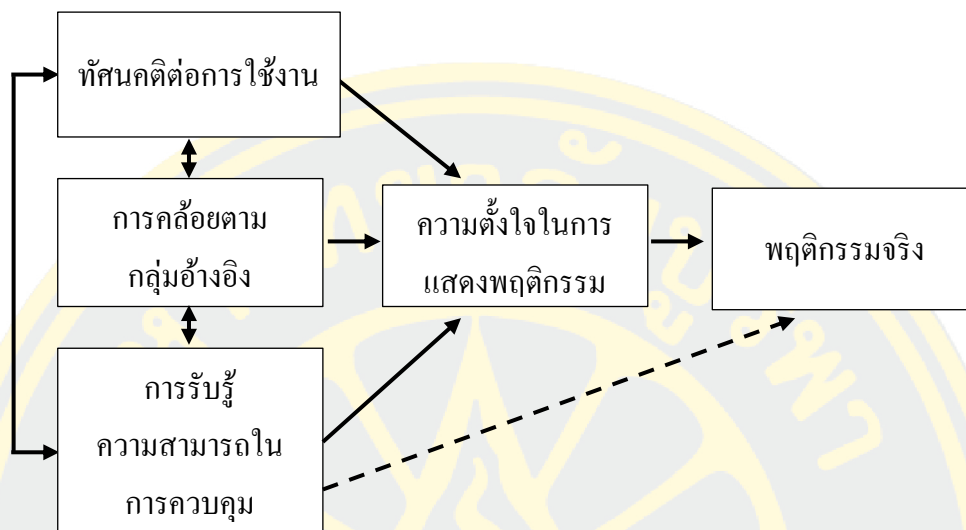 ทัศนคติต่อการใช้งาน
การคล้อยตาม
กลุ่มอ้างอิง
ความตั้งใจในการ
แสดงพฤติกรรม
พฤติกรรมจริง
การรับรู้
ความสามารถใน
การควบคุม